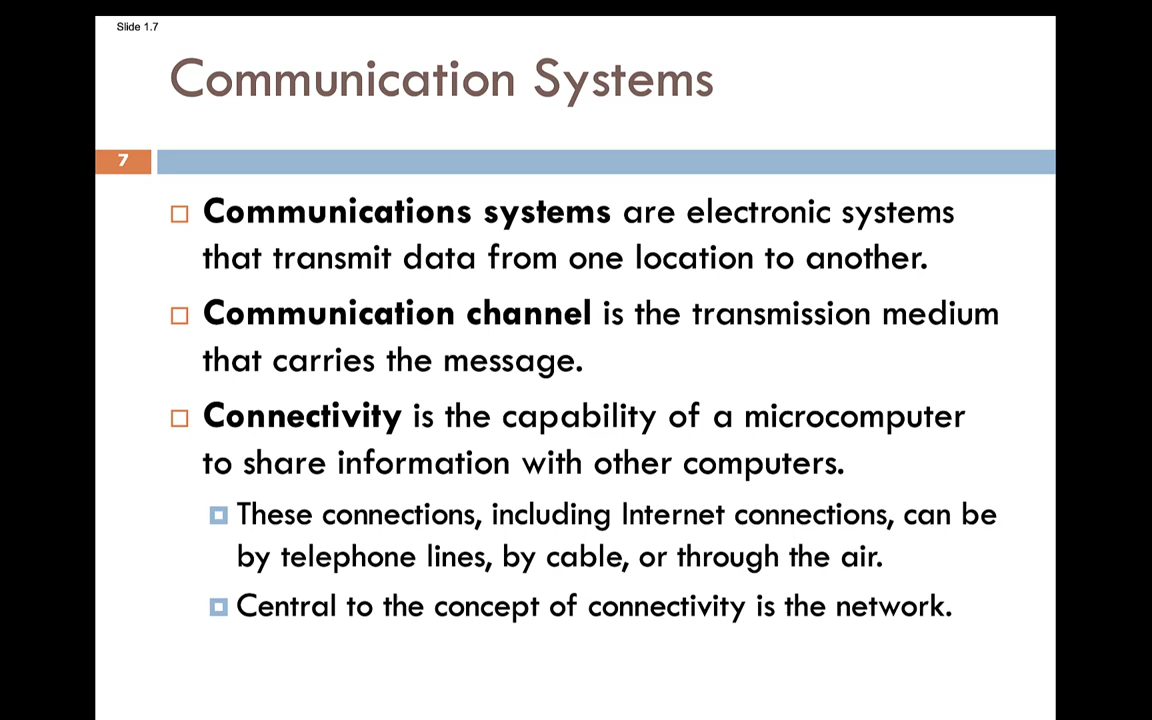 Slide 1.7
Communication Systems
7
Communications systems are electronic systems
that transmit data from one location to another.
Communication channel is the transmission medium
that carries the message.
Connectivity is the capability of a microcomputer
to share information with other computers.
These connections, including Internet connections, can be
by telephone lines, by cable, or through the air.
Central to the concept of connectivity is the network.